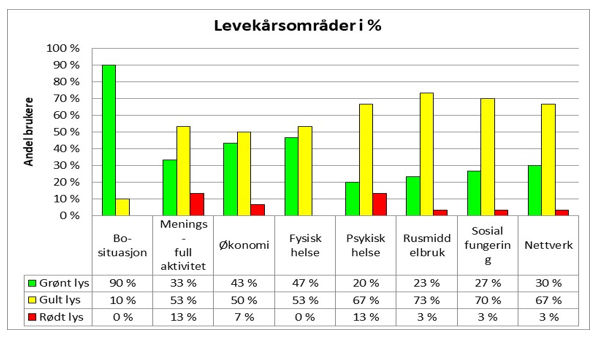 Levekårsområder i %
Andel brukere
100 %
90 %
80 %
70 %
60 %
50 %
40 %
30 %
20 %
10 %
0 %
Bo-
situasjon
Menings
-
full
aktivitet
Økonomi
Fysisk
helse
Psykisk
helse
Rusmidd
elbruk
Sosial
fungerin
g
Nettverk
Grønt lys 90 % 33 % 43 % 47 % 20 % 23 % 27 % 30 %
Gult lys 10 % 53 % 50 % 53 % 67 % 73 % 70 % 67 %
Rødt lys 0 % 13 % 7 % 0 % 13 % 3 % 3 % 3 %